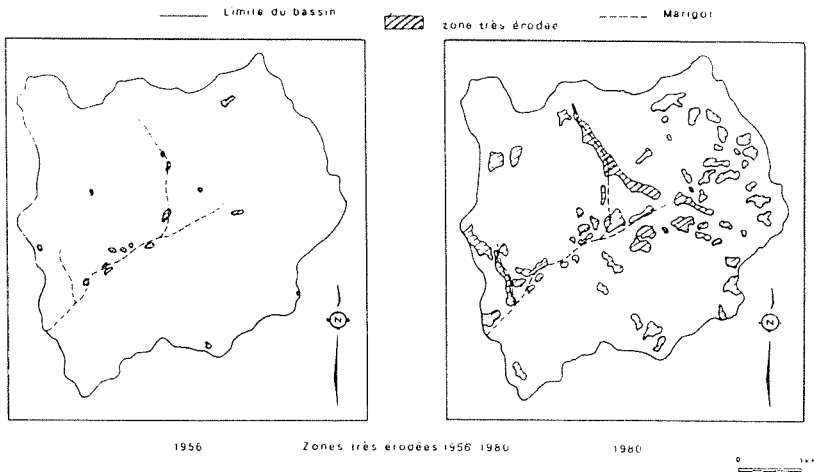 Limite du bassin
zone très érodée
Marigot
N
N
1956
Zones très érodées 1956 1980
1980
0